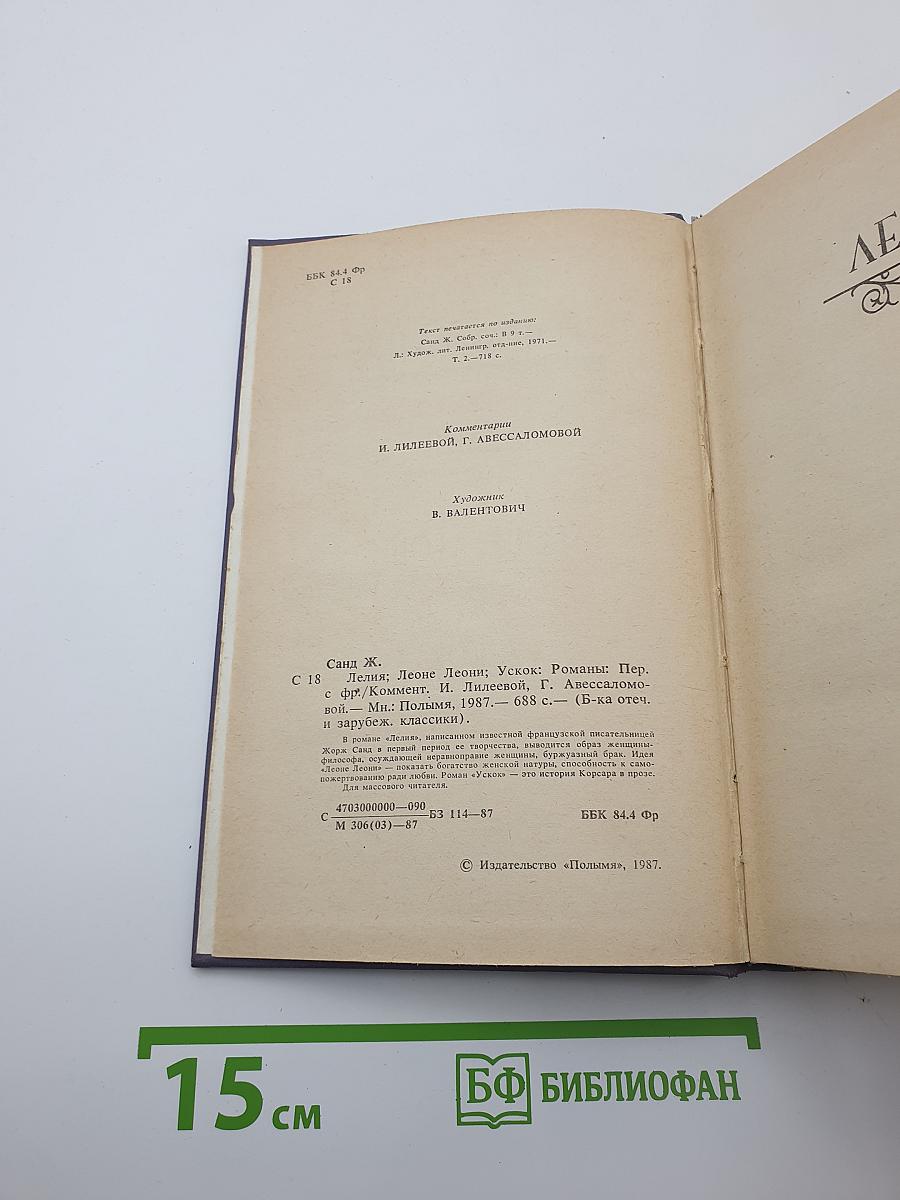 ББК 84.4 Фр
С 18
Текст печатается по изданию:
Санд Ж. Собр. соч.: В 9 т.—
Л.: Худож. лит. Ленингр. отд-ние, 1971.—
Т. 2.—718 с.
Комментарии
И. ЛИЛЕЕВОЙ, Г. АВЕССАЛОМОВОЙ
Художник
В. ВАЛЕНТОВИЧ
Санд Ж.
С 18 Лелия; Леоне Леони; Ускок: Романы: Пер.
с фр./Коммент. И. Лилеевой, Г. Авессаломо-
вой.— Мн.: Полымя, 1987.— 688 с.— (Б-ка отеч.
и зарубеж. классики).
В романе «Лелия», написанном известной французской писательницей
Жорж Санд в первый период ее творчества, выводится образ женщины-
философа, осуждающей неравноправие женщины, буржуазный брак. Идея
«Леоне Леони» — показать богатство женской натуры, способность к само-
пожертвованию ради любви. Роман «Ускок» — это история Корсара в прозе.
Для массового читателя.
С 4703000000—090 БЗ 114—87 ББК 84.4 Фр
М 306(03)—87
© Издательство «Полымя», 1987.
ЛЕ
15 см
БФ БИБЛИОФАН